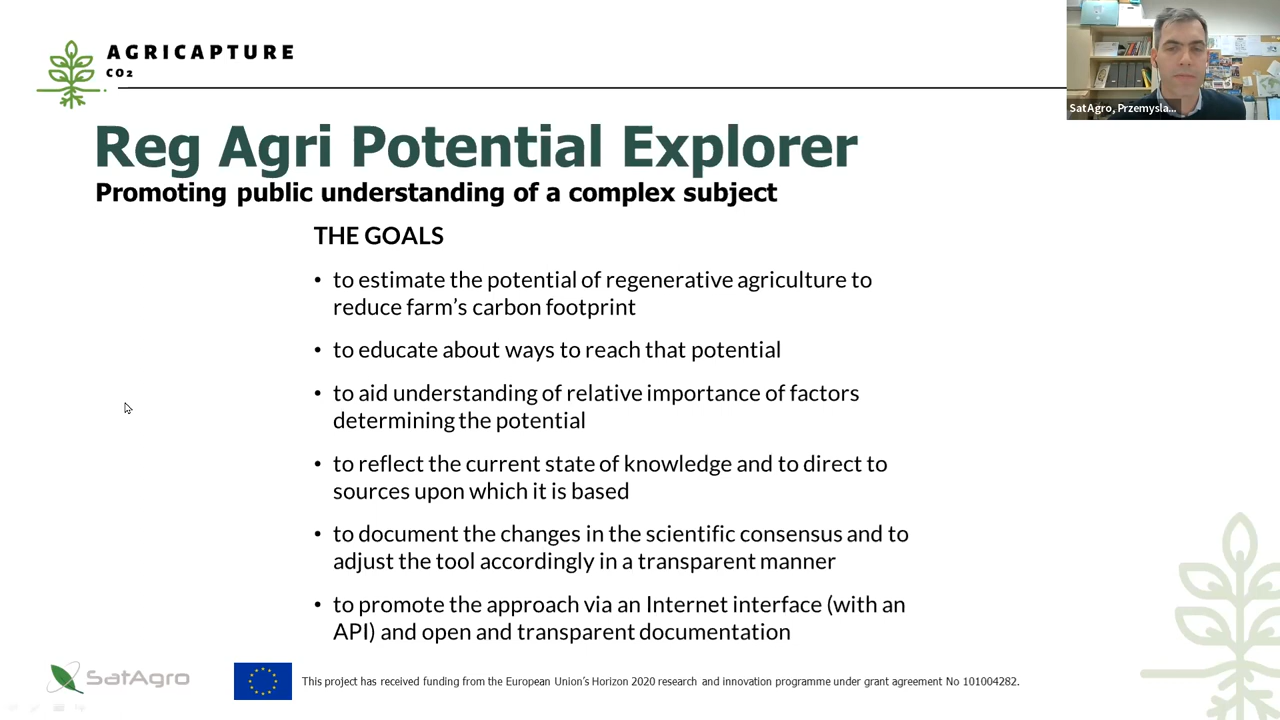 AGRICAPTURE
CO2
SatAgro, Przemysla...
Reg Agri Potential Explorer
Promoting public understanding of a complex subject
THE GOALS
• to estimate the potential of regenerative agriculture to
reduce farm's carbon footprint
• to educate about ways to reach that potential
• to aid understanding of relative importance of factors
determining the potential
• to reflect the current state of knowledge and to direct to
sources upon which it is based
• to document the changes in the scientific consensus and to
adjust the tool accordingly in a transparent manner
• to promote the approach via an Internet interface (with an
API) and open and transparent documentation
SatAgro
This project has received funding from the European Union's Horizon 2020 research and innovation programme under grant agreement No 101004282.